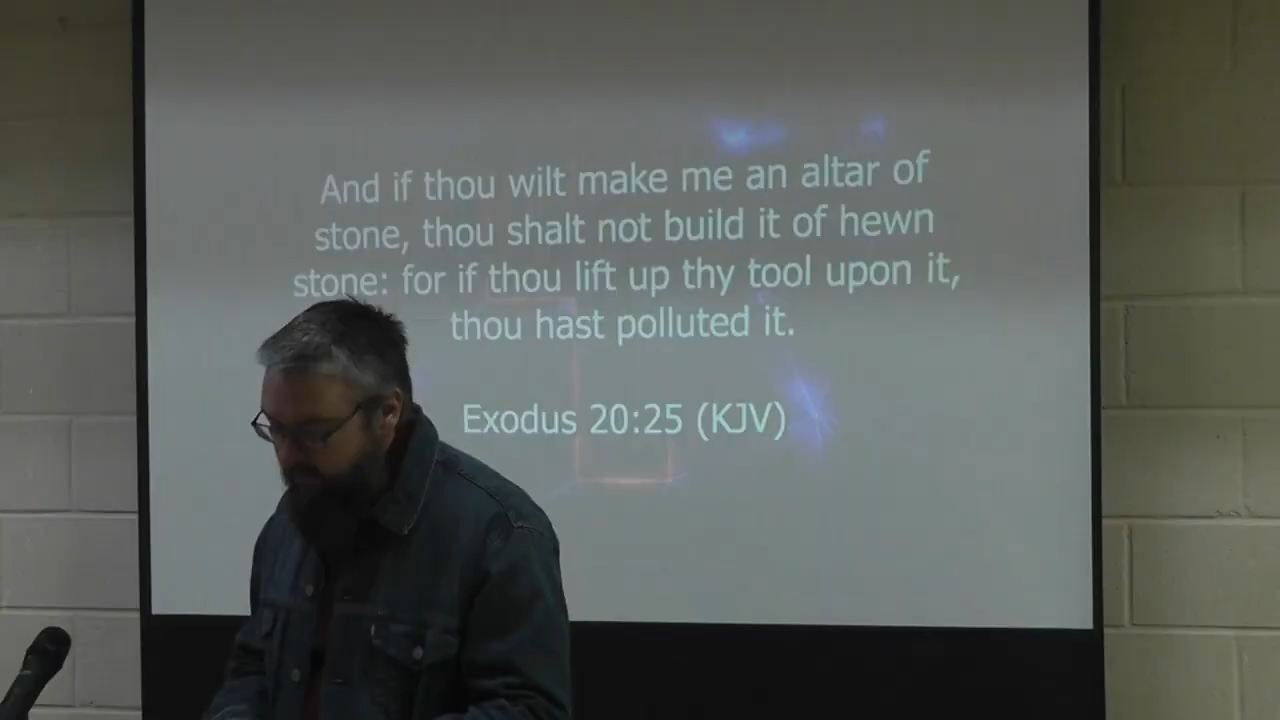 And if thou wilt make me an altar of
stone, thou shalt not build it of hewn
stone: for if thou lift up thy tool upon it,
thou hast polluted it.
Exodus 20:25 (KJV)